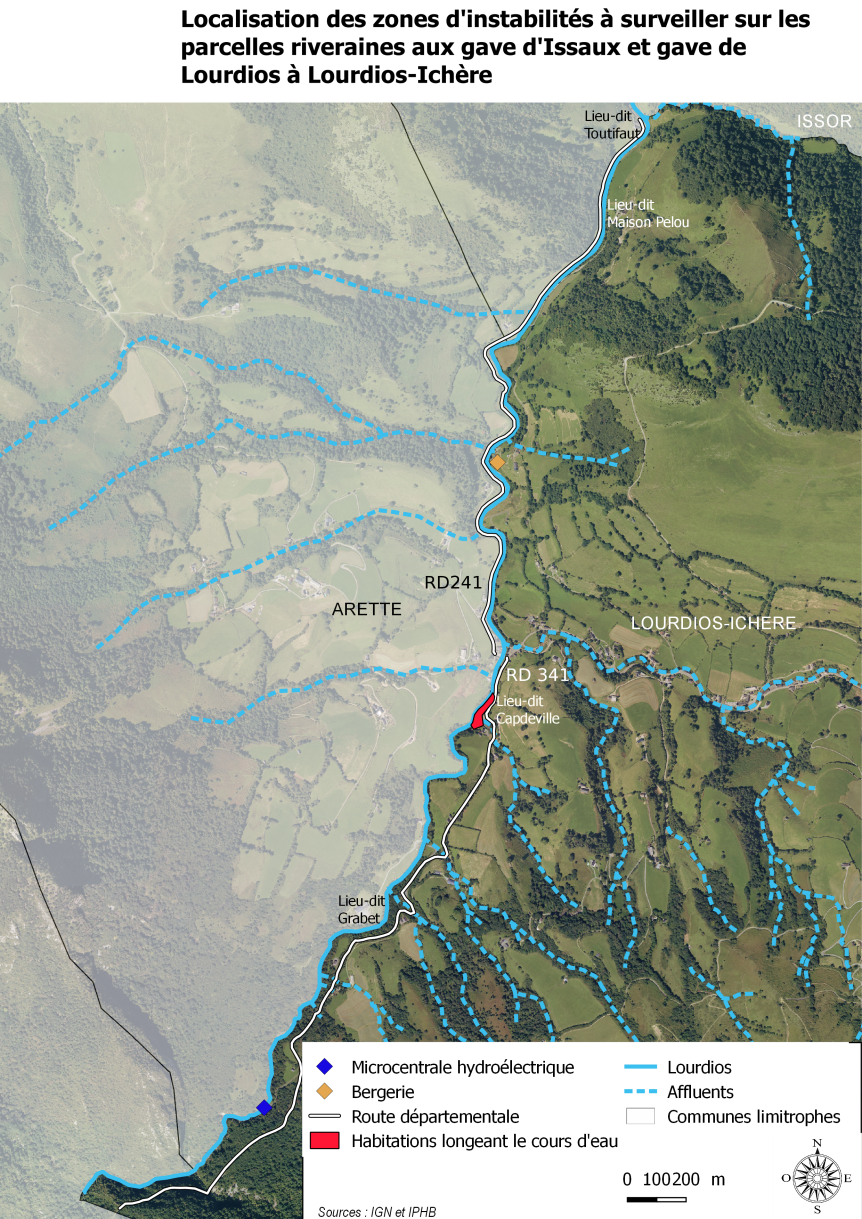 Localisation des zones d'instabilités à surveiller sur les
parcelles riveraines aux gave d'Issaux et gave de
Lourdios à Lourdios-Ichère
Lieu-dit
Toutifaut
ISSOR
Lieu-dit
Maison Pelou
RD241
ARETTE
LOURDIOS-ICHERE
RD 341
Lieu-dit
Capdeville
Lieu-dit
Grabet
Microcentrale hydroélectrique
Bergerie
Route départementale
Habitations longeant le cours d'eau
Lourdios
Affluents
Communes limitrophes
0 100 200 m
N
O
E
S
Sources : IGN et IPHB